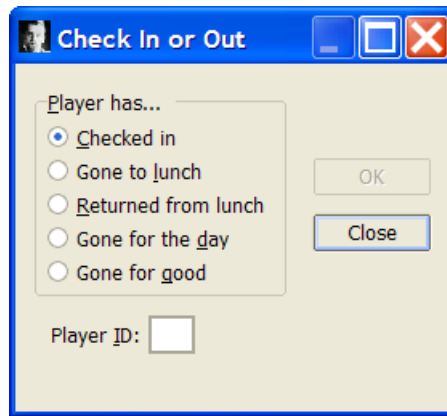 Check In or Out
Player has...
Checked in
Gone to lunch
Returned from lunch
Gone for the day
Gone for good
OK
Close
Player ID: